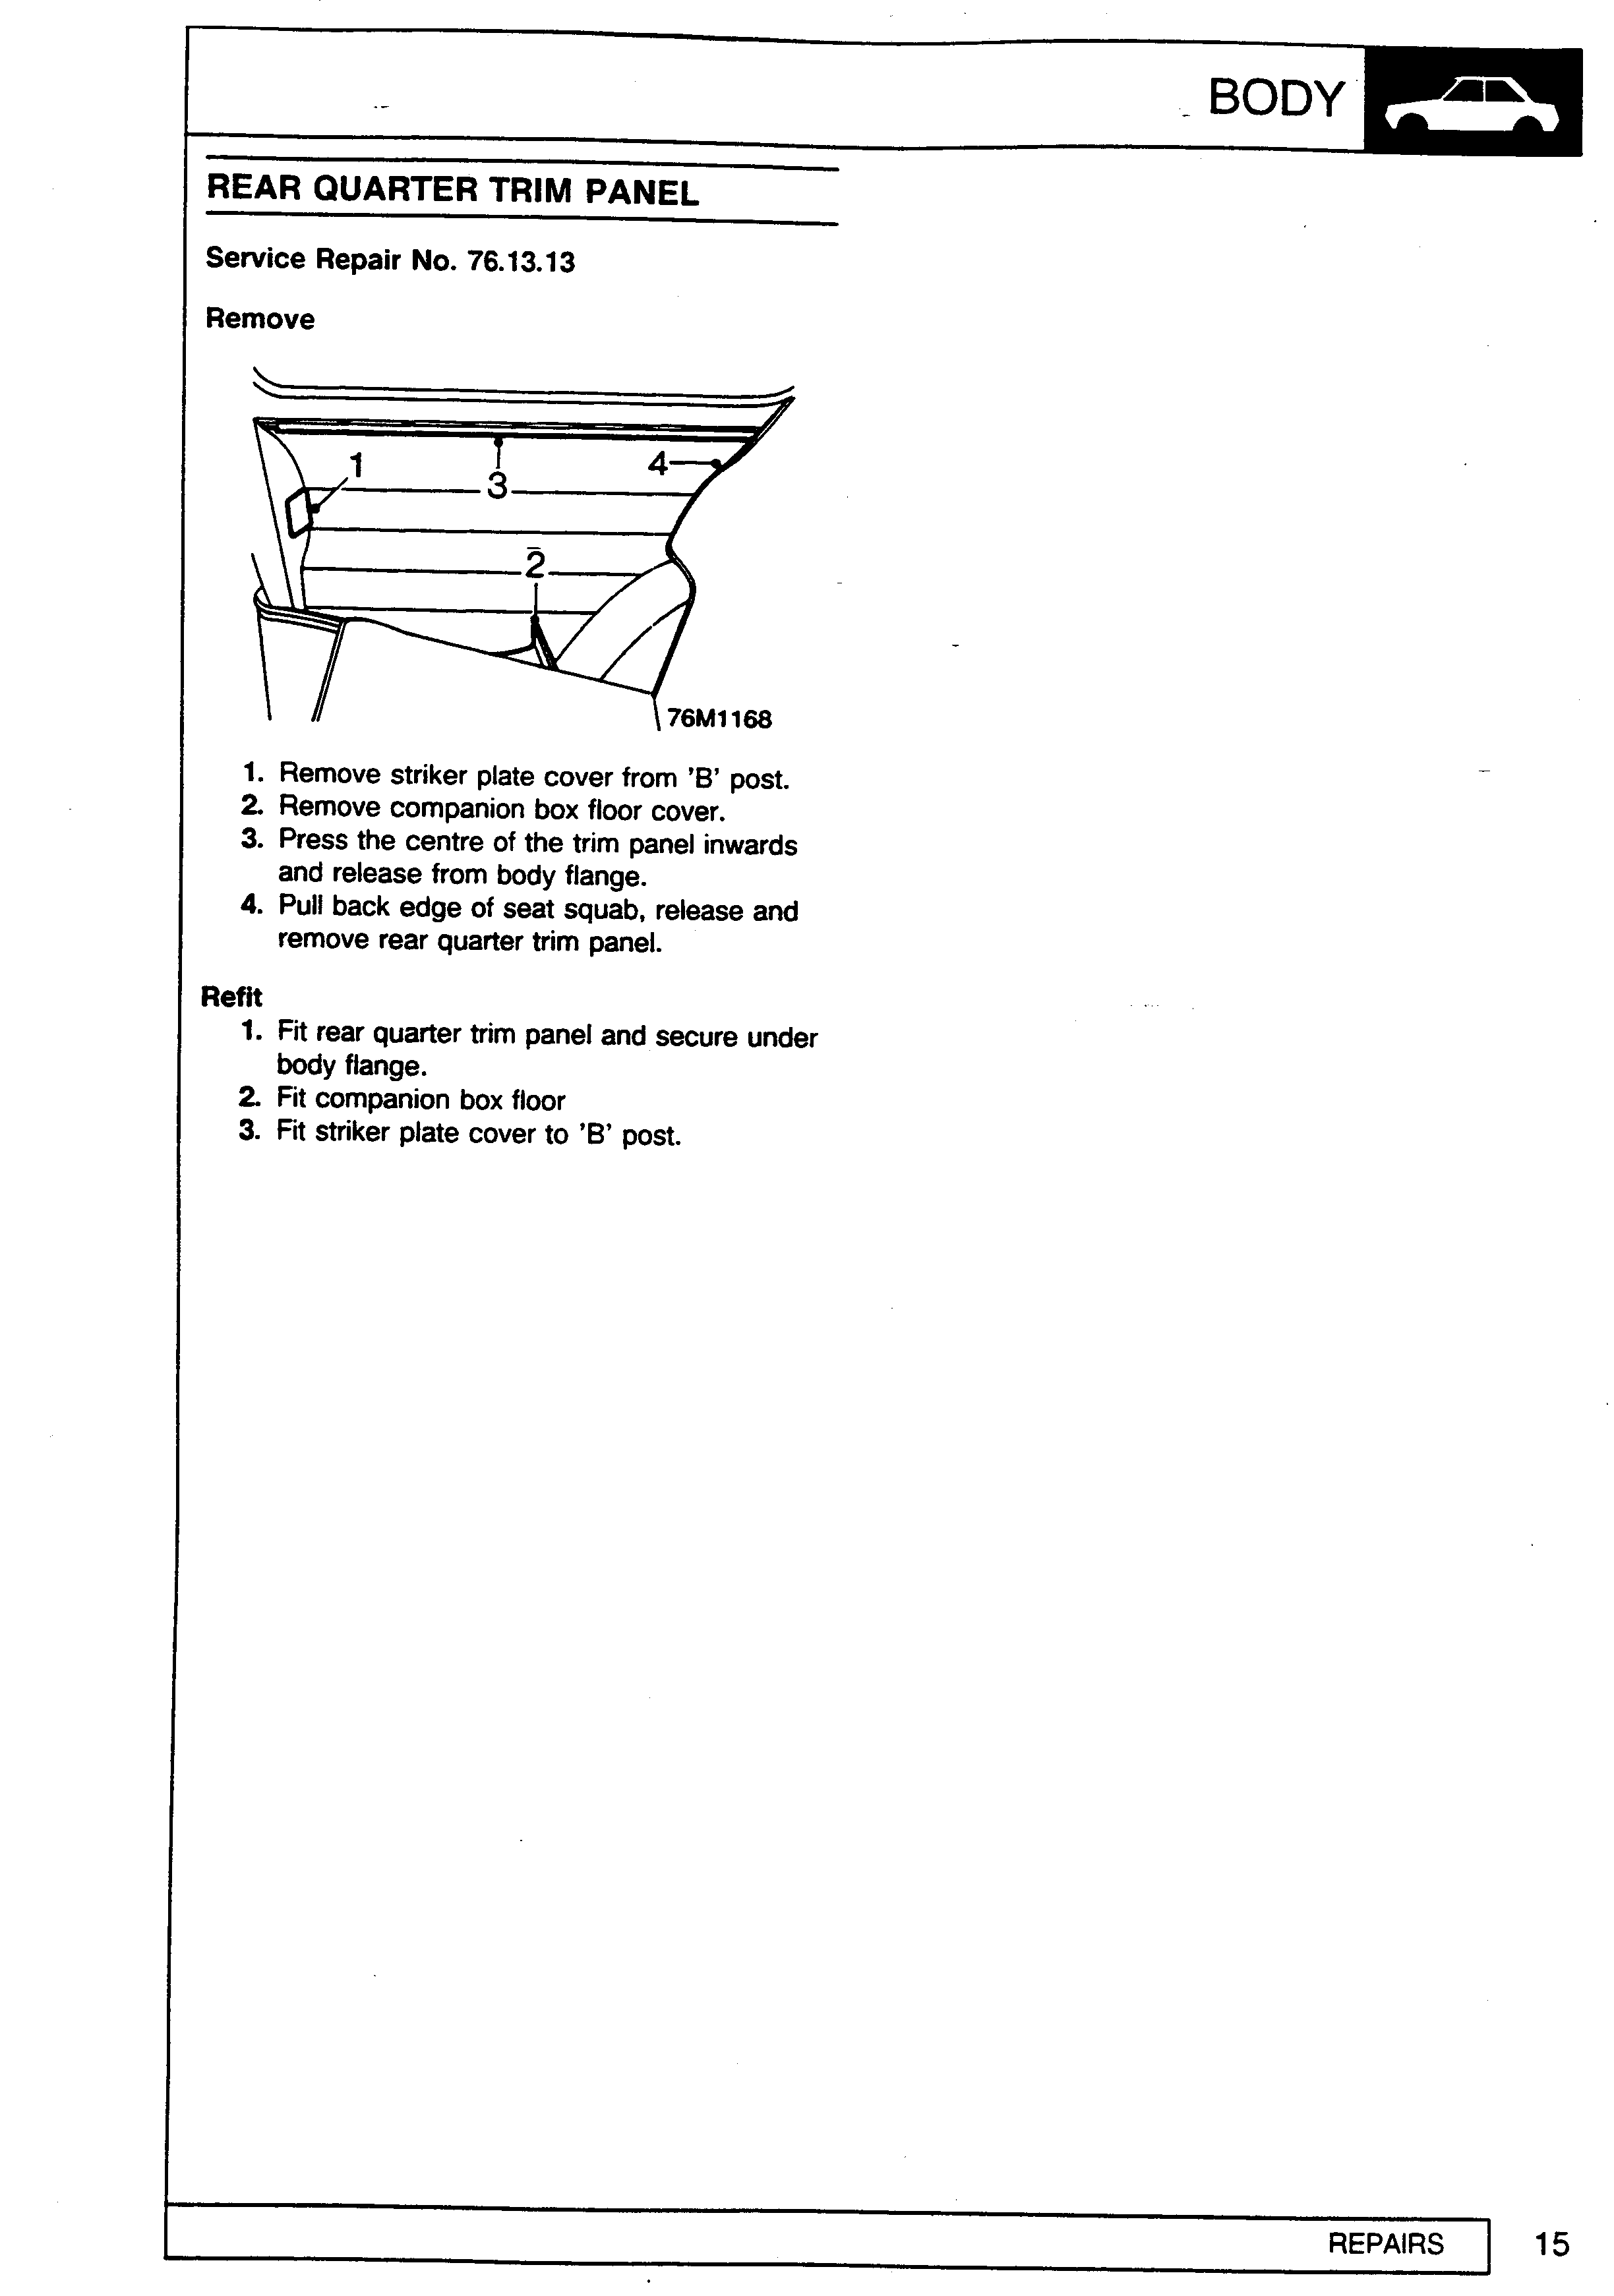 BODY
REAR QUARTER TRIM PANEL
Service Repair No. 76.13.13
Remove
1
3
4
2
76M1168
1. Remove striker plate cover from 'B' post.
2. Remove companion box floor cover.
3. Press the centre of the trim panel inwards
and release from body flange.
4. Pull back edge of seat squab, release and
remove rear quarter trim panel.
Refit
1. Fit rear quarter trim panel and secure under
body flange.
2. Fit companion box floor
3. Fit striker plate cover to 'B' post.
REPAIRS
15